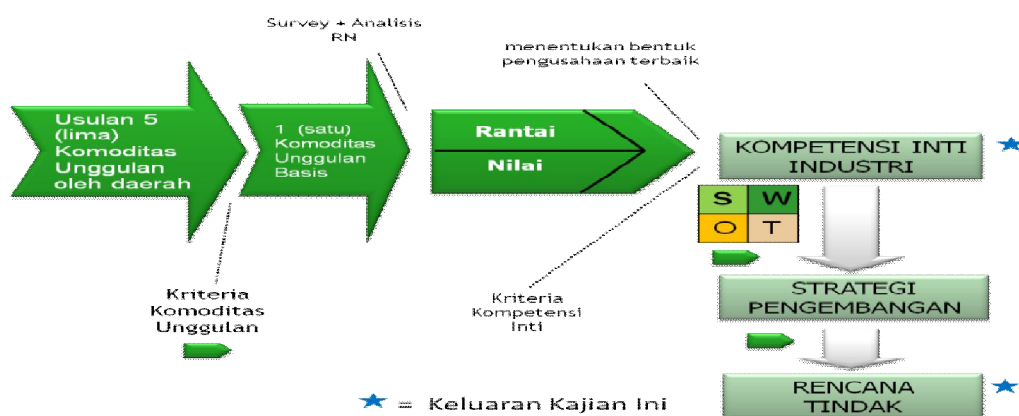 Survey + Analisis
RN
menentukan bentuk
pengusahaan terbaik
Usulan 5
(lima)
Komoditas
Unggulan
oleh daerah
1 (satu)
Komoditas
Unggulan
Basis
Rantai
Nilai
KOMPETENSI INTI
INDUSTRI
S W
O T
Kriteria
Komoditas
Unggulan
Kriteria
Kompetensi
Inti
STRATEGI
PENGEMBANGAN
RENCANA
TINDAK
= Keluaran Kajian Ini